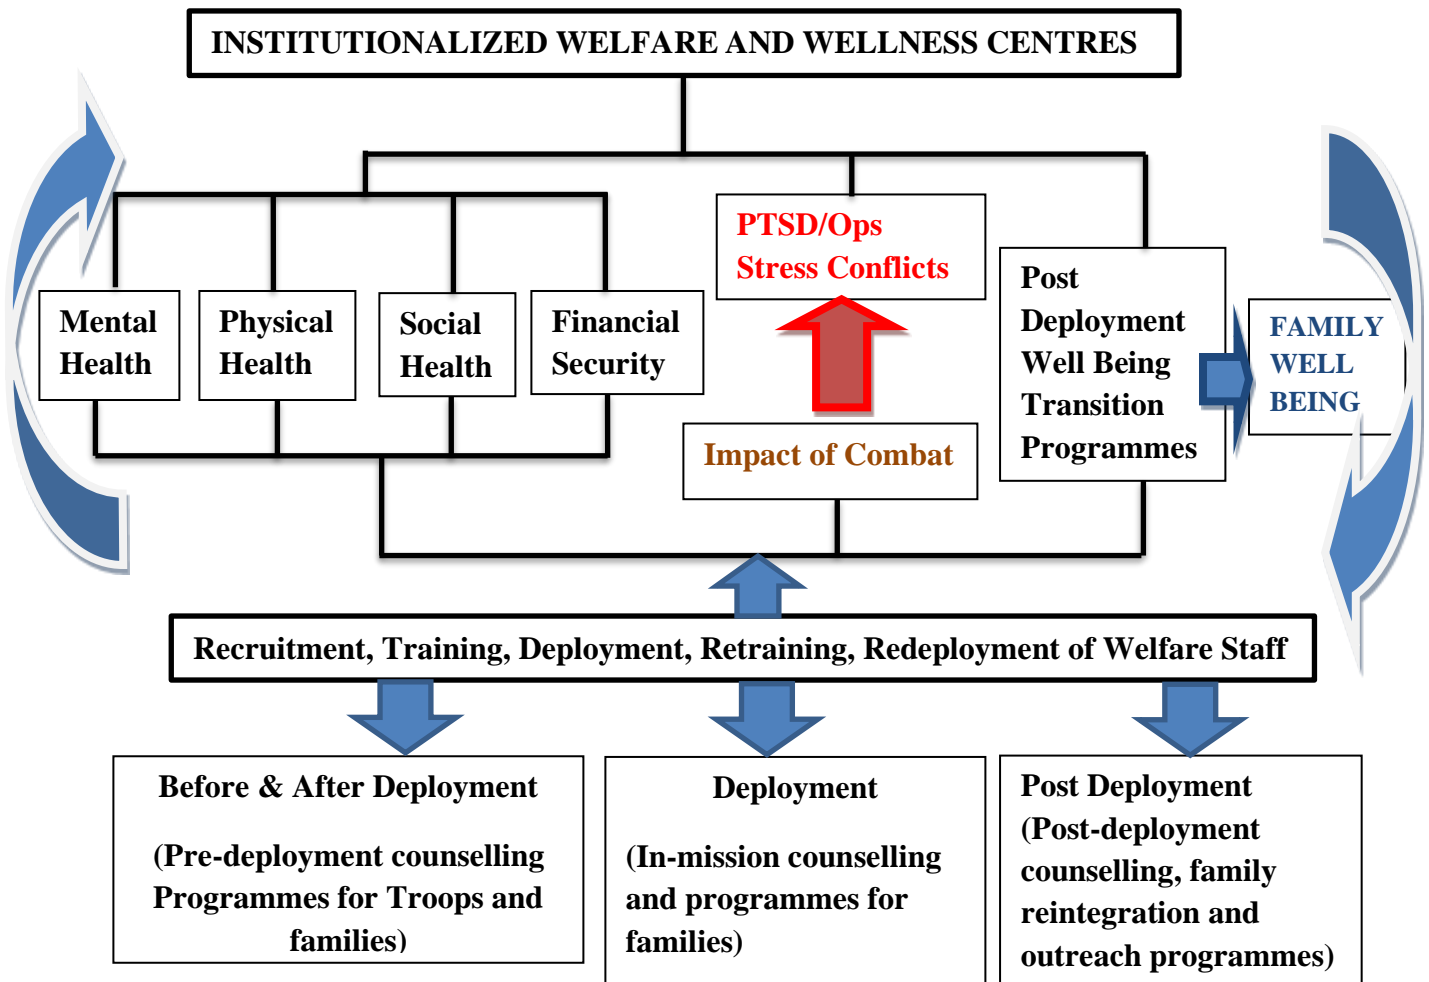 INSTITUTIONALIZED WELFARE AND WELLNESS CENTRES
Mental
Health
Physical
Health
Social
Health
Financial
Security
PTSD/Ops
Stress Conflicts
Impact of Combat
Post
Deployment
Well Being
Transition
Programmes
FAMILY
WELL
BEING
Recruitment, Training, Deployment, Retraining, Redeployment of Welfare Staff
Before & After Deployment
(Pre-deployment counselling
Programmes for Troops and
families)
Deployment
(In-mission counselling
and programmes for
families)
Post Deployment
(Post-deployment
counselling, family
reintegration and
outreach programmes)